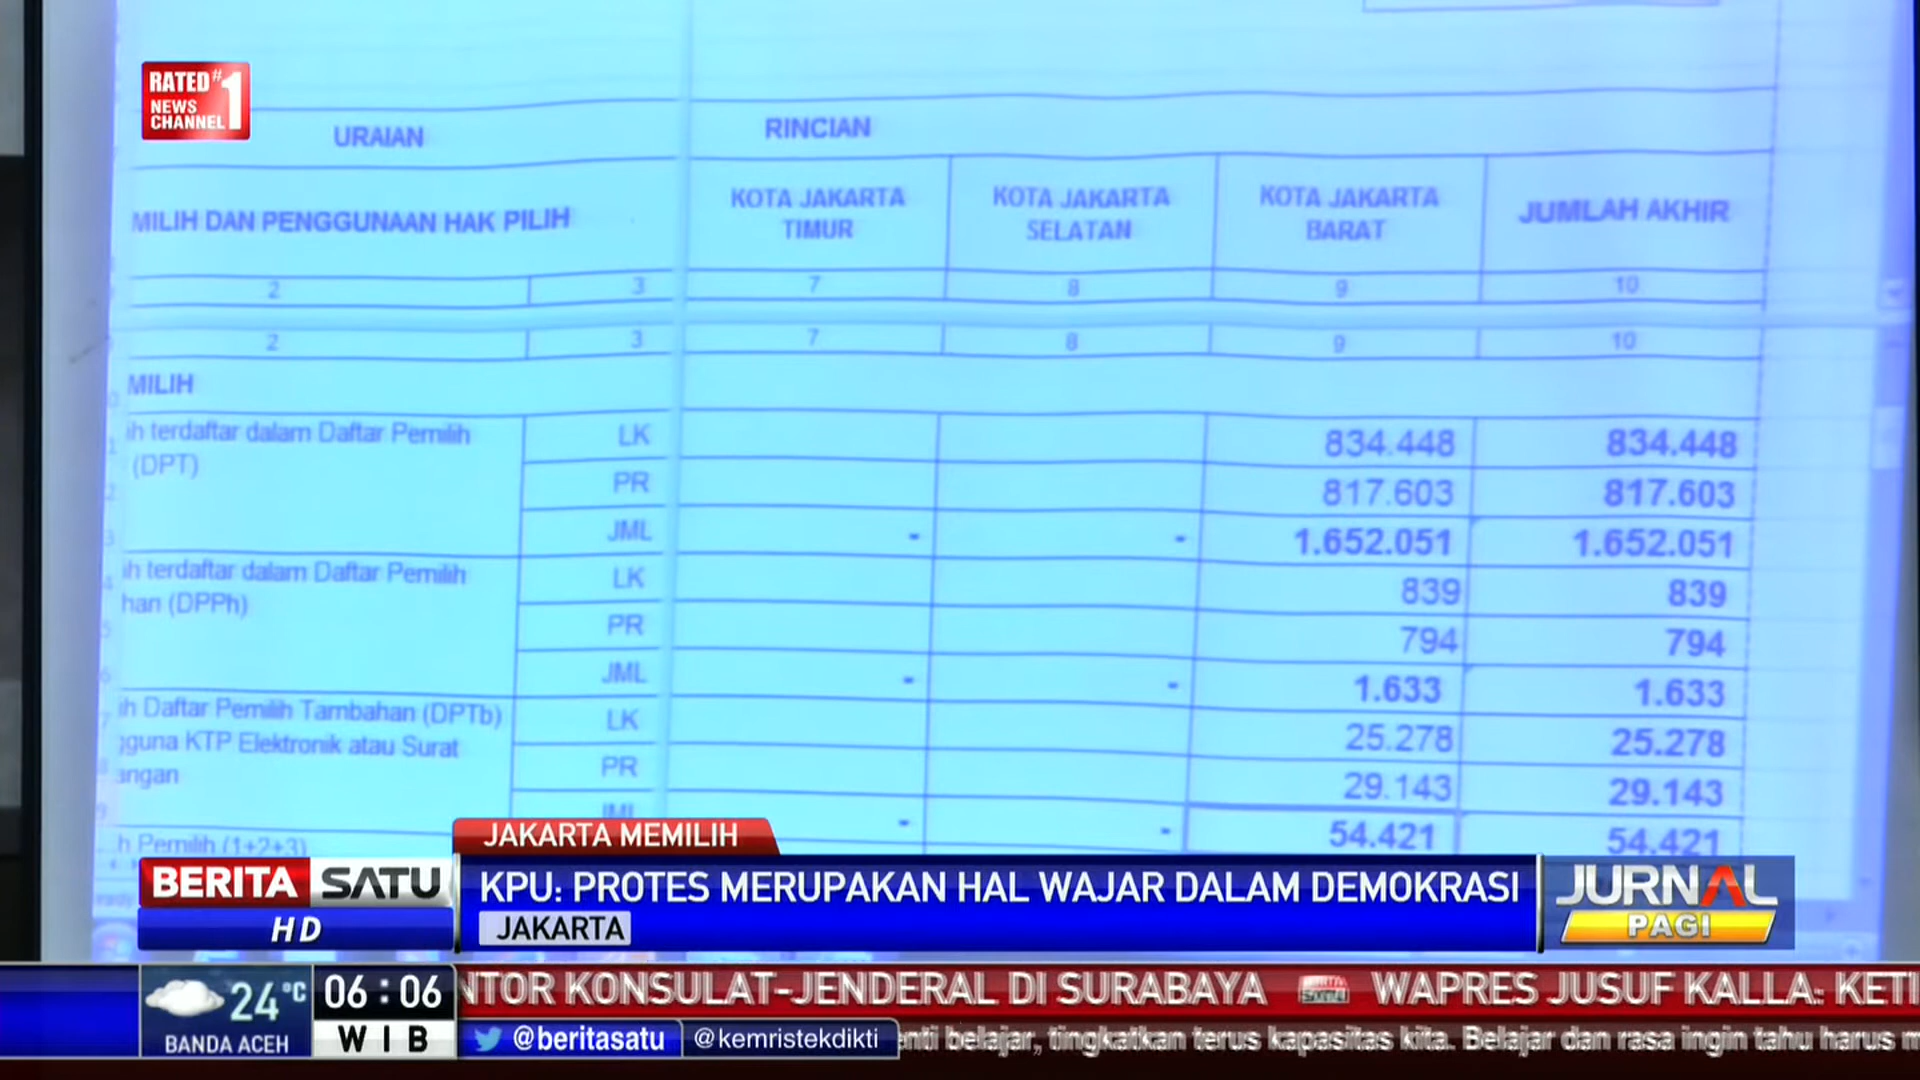 RATED #1
NEWS
CHANNEL
URAIAN
RINCIAN
MILIH DAN PENGGUNAAN HAK PILIH
KOTA JAKARTA TIMUR
KOTA JAKARTA SELATAN
KOTA JAKARTA BARAT
JUMLAH AKHIR
2 3 7 8 9 10
2 3 7 8 9 10
MILIH
ih terdaftar dalam Daftar Pemilih
(DPT)
LK 834.448 834.448
PR 817.603 817.603
JML - - 1.652.051 1.652.051
ih terdaftar dalam Daftar Pemilih
han (DPPh)
LK 839 839
PR 794 794
JML - - 1.633 1.633
ih Daftar Pemilih Tambahan (DPTb)
gguna KTP Elektronik atau Surat
angan
LK 25.278 25.278
PR 29.143 29.143
JML - - 54.421 54.421
h Pemilih (1+2+3)
JAKARTA MEMILIH
BERITA SATU
HD
KPU: PROTES MERUPAKAN HAL WAJAR DALAM DEMOKRASI
JAKARTA
JURNAL
PAGI
24°C
BANDA ACEH
06:06
WIB
NTOR KONSULAT-JENDERAL DI SURABAYA WAPRES JUSUF KALLA: KETI
@beritasatu @kemristekdikti enti belajar, tingkatkan terus kapasitas kita. Belajar dan rasa ingin tahu harus m